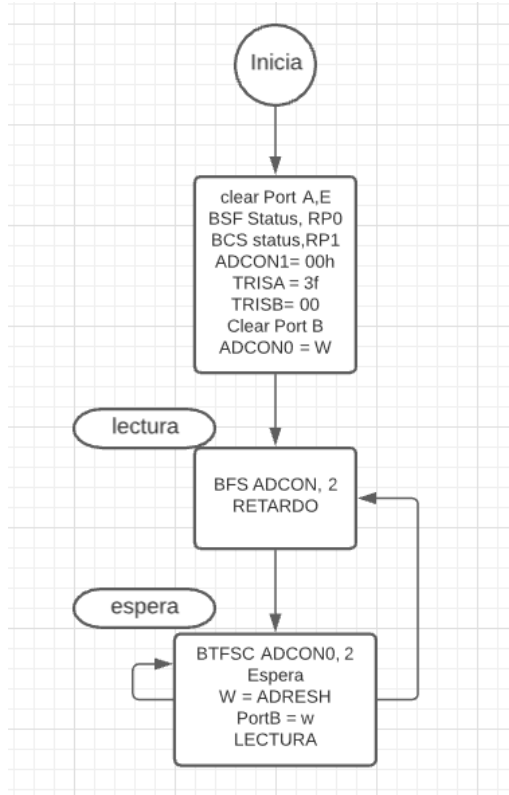 Inicia
clear Port A,E
BSF Status, RP0
BCS status,RP1
ADCON1= 00h
TRISA = 3f
TRISB= 00
Clear Port B
ADCON0 = W
lectura
BFS ADCON, 2
RETARDO
espera
BTFSC ADCON0, 2
Espera
W = ADRESH
PortB = w
LECTURA